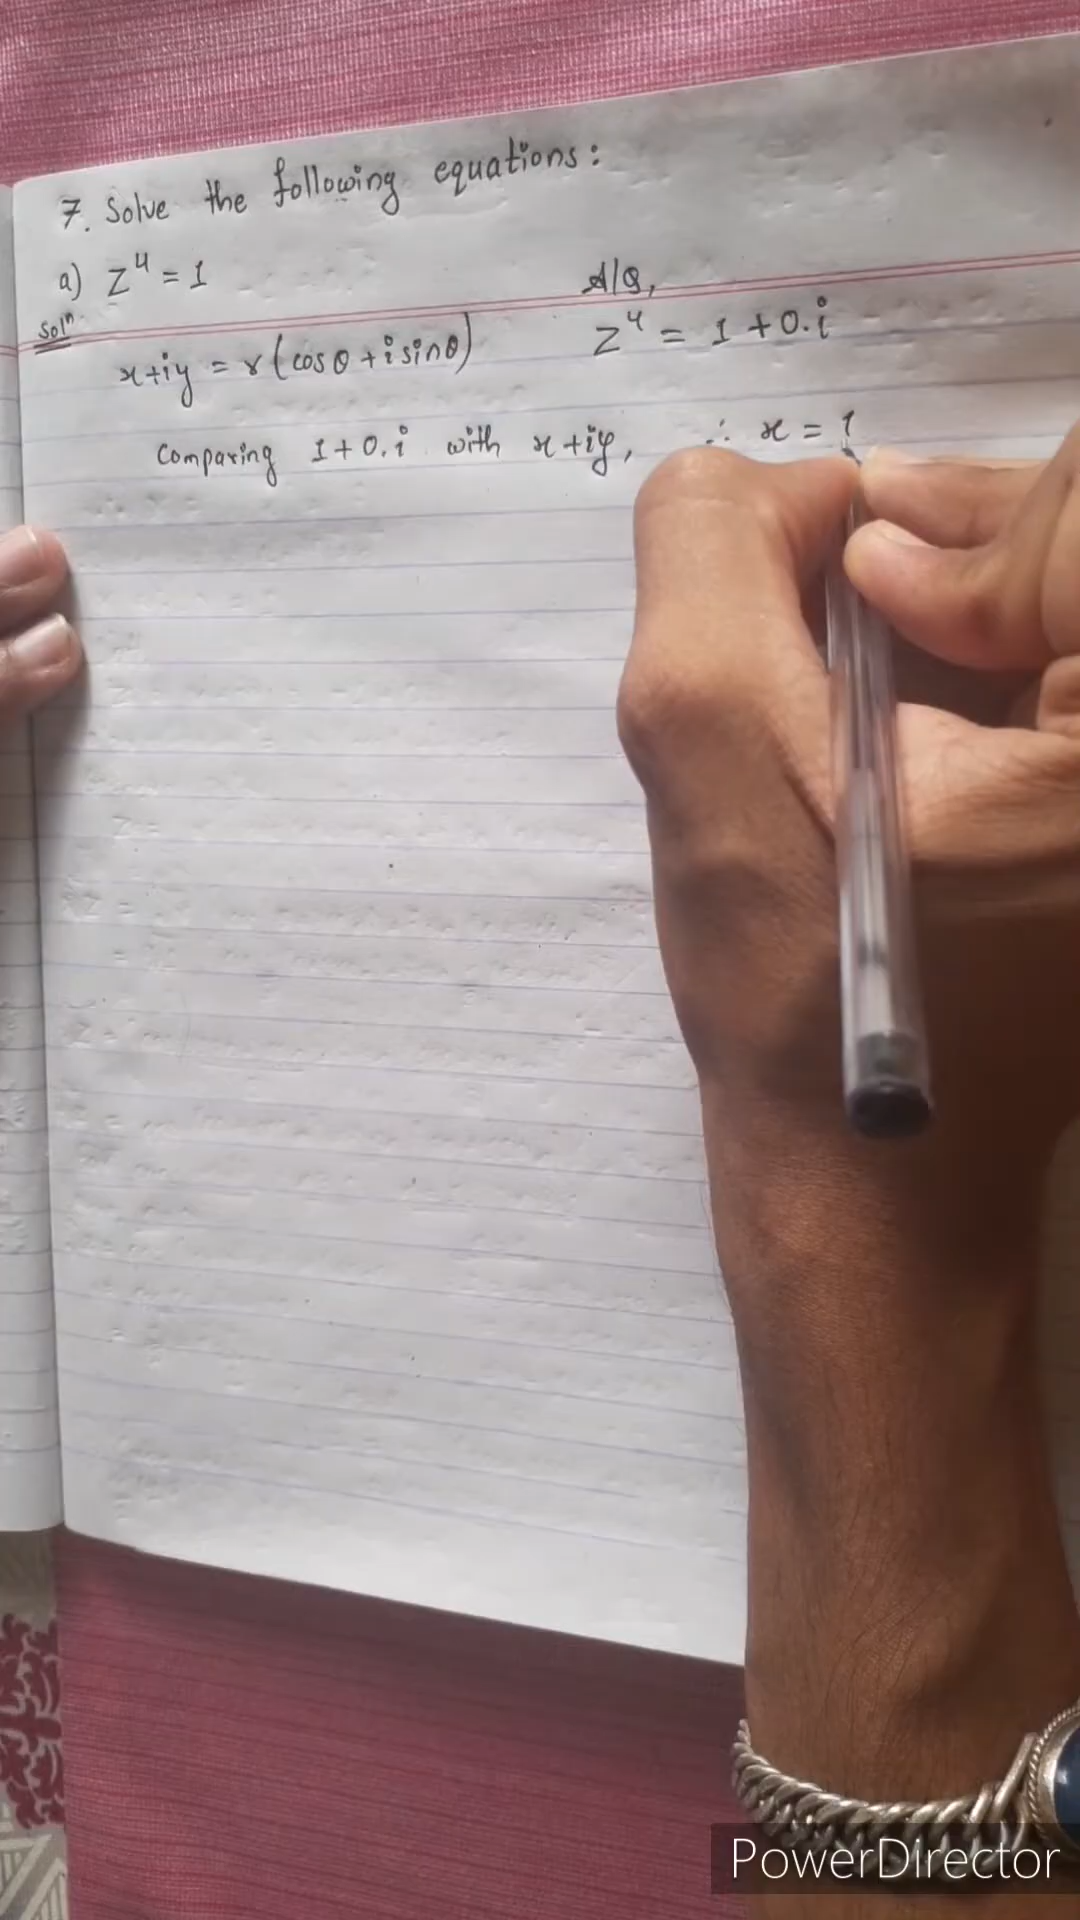 7. Solve the following equations:
a) z⁴ = 1
Solⁿ
x+iy = r(cosθ + i sinθ)
A/Q,
z⁴ = 1 + 0.i
Comparing 1+0.i with x+iy, ∴ x = 1
PowerDirector